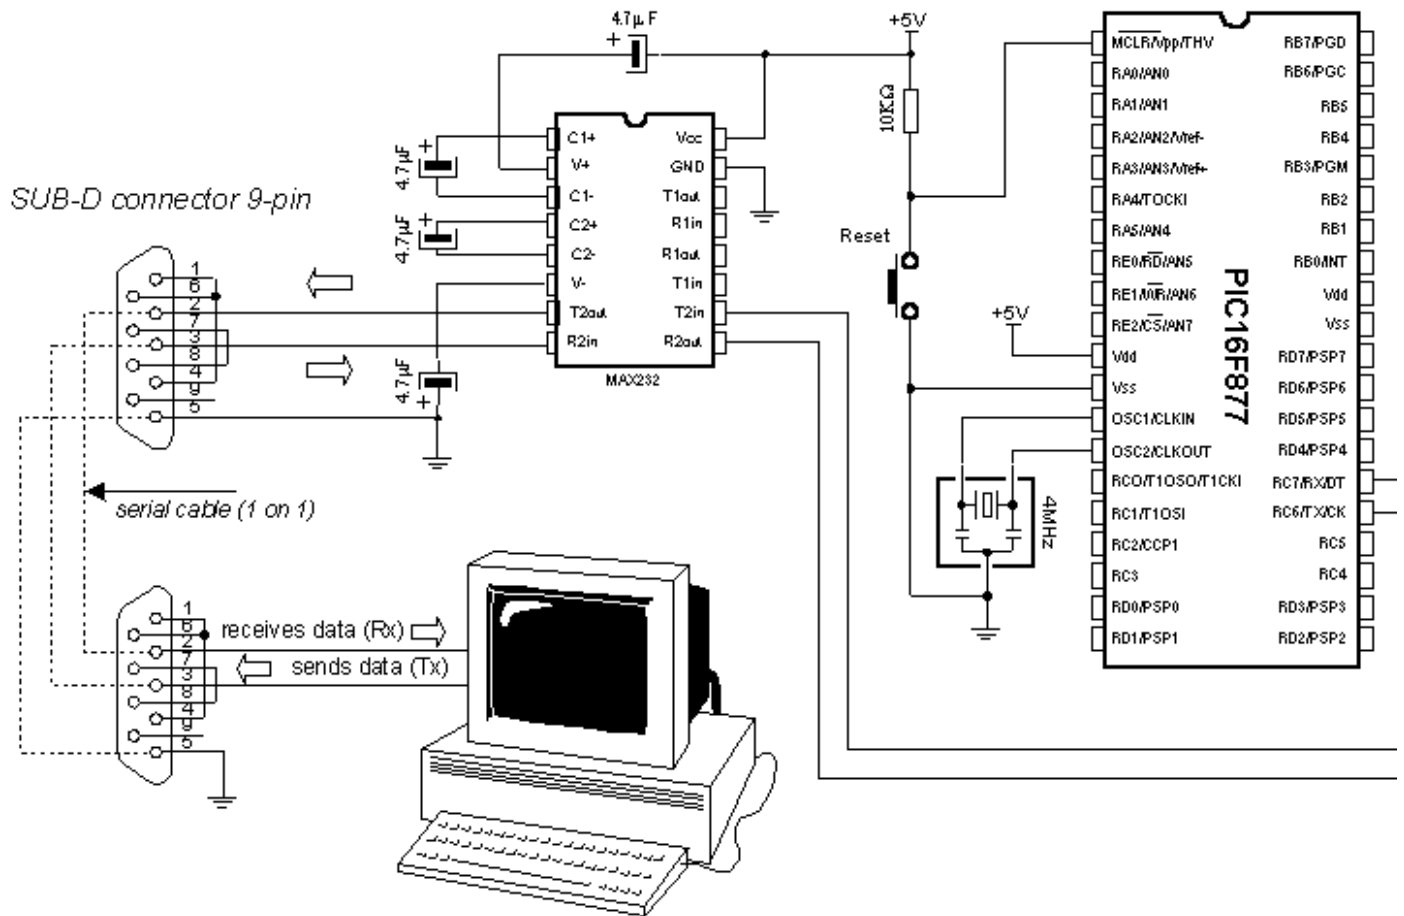 4.7µF
+
+5V
10KΩ
MCLR/Vpp/THV
RA0/AN0
RA1/AN1
RA2/AN2/Vref-
RA3/AN3/Vref+
RA4/TOCKI
RA5/AN4
RE0/RD/AN5
RE1/WR/AN6
RE2/CS/AN7
Vdd
Vss
OSC1/CLKIN
OSC2/CLKOUT
RCO/T1OSO/T1CKI
RC1/T1OSI
RC2/CCP1
RC3
RD0/PSP0
RD1/PSP1
PIC16F877
RB7/PGD
RB6/PGC
RB5
RB4
RB3/PGM
RB2
RB1
RB0/INT
Vdd
Vss
RD7/PSP7
RD6/PSP6
RD5/PSP5
RD4/PSP4
RC7/RX/DT
RC6/TX/CK
RC5
RC4
RD3/PSP3
RD2/PSP2
+5V
4MHz
Reset
C1+
V+
C1-
C2+
C2-
V-
T2out
R2in
Vcc
GND
T1out
R1in
R1out
T1in
T2in
R2out
MAX232
+
4.7µF
+
4.7µF
4.7µF
+
SUB-D connector 9-pin
1
6
2
7
3
8
4
9
5
serial cable (1 on 1)
1
6
2
7
3
8
4
9
5
receives data (Rx)
sends data (Tx)